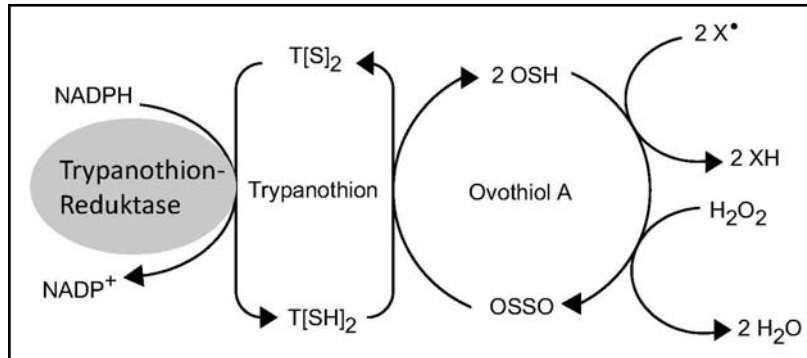 T[S]₂
2 OSH
2 X•
NADPH
Trypanothion-
Reduktase
Trypanothion
Ovothiol A
2 XH
H₂O₂
NADP⁺
T[SH]₂
OSSO
2 H₂O